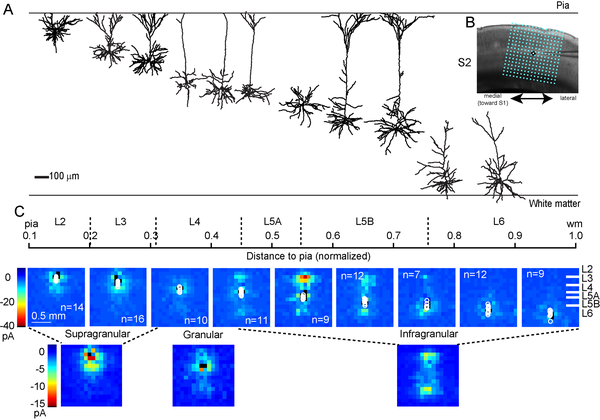 A
Pia
B
S2
medial
(toward S1)
lateral
100 μm
White matter
C
pia
L2
L3
L4
L5A
L5B
L6
wm
0.1
0.2
0.3
0.4
0.5
0.6
0.7
0.8
0.9
1.0
Distance to pia (normalized)
0
-20
-40
pA
0.5 mm
n=14
n=16
n=10
n=11
n=9
n=12
n=7
n=12
n=9
L2
L3
L4
L5A
L5B
L6
Supragranular
Granular
Infragranular
0
-5
-10
-15
pA